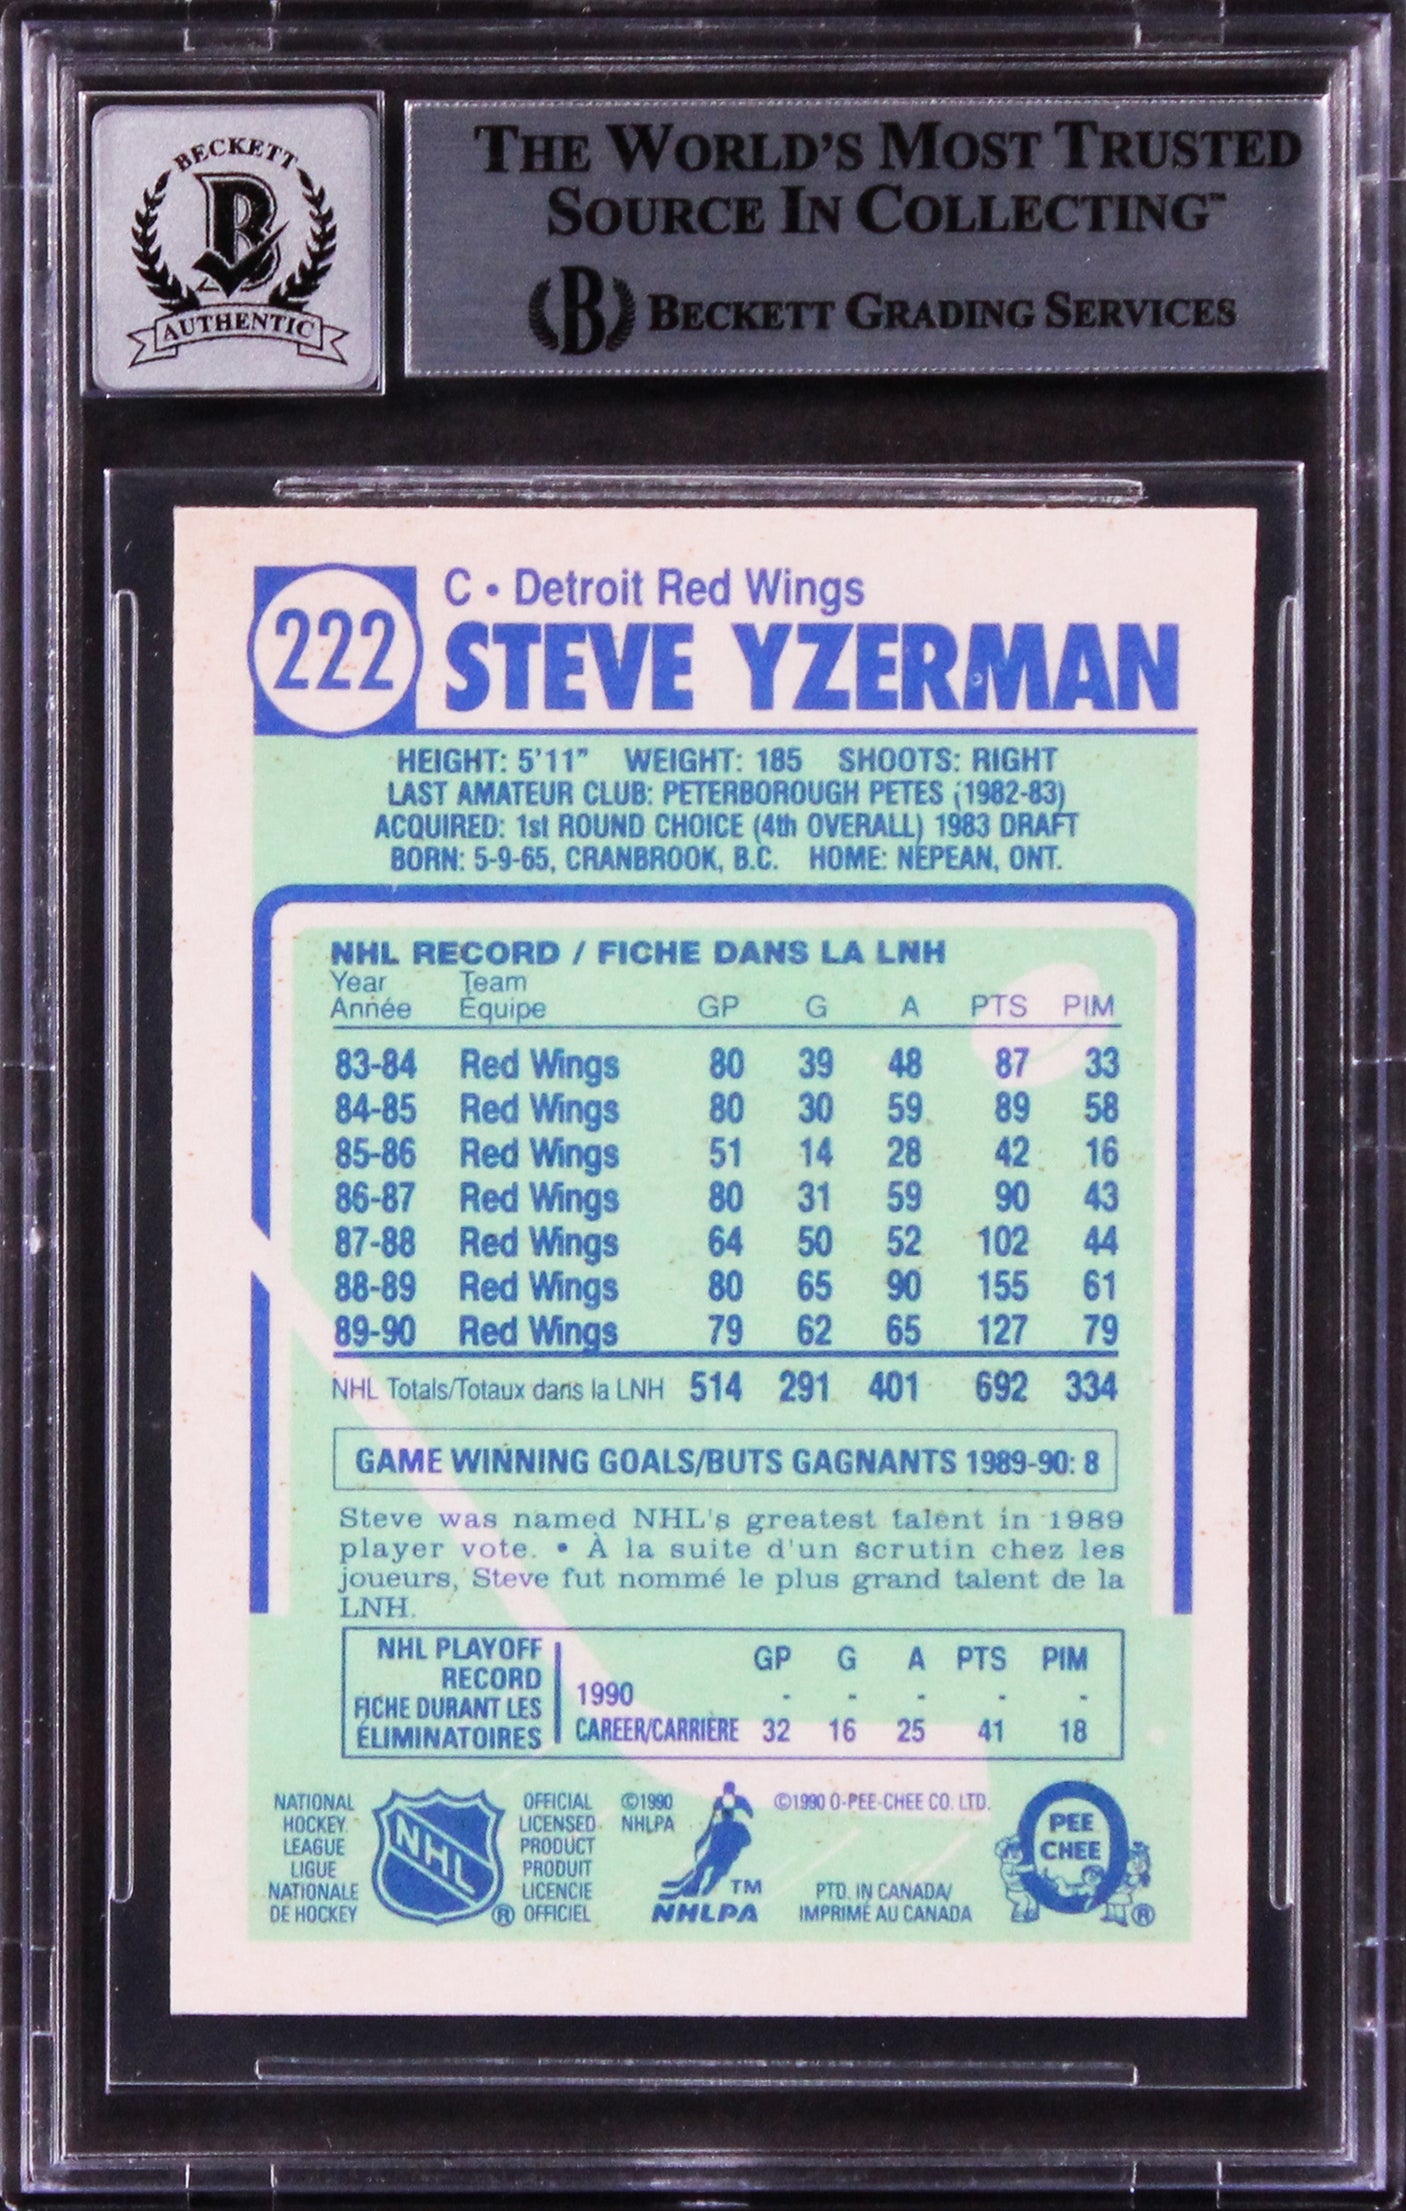 BECKETT
B
AUTHENTIC
THE WORLD'S MOST TRUSTED
SOURCE IN COLLECTING™
B BECKETT GRADING SERVICES
222
C • Detroit Red Wings
STEVE YZERMAN
HEIGHT: 5'11" WEIGHT: 185 SHOOTS: RIGHT
LAST AMATEUR CLUB: PETERBOROUGH PETES (1982-83)
ACQUIRED: 1st ROUND CHOICE (4th OVERALL) 1983 DRAFT
BORN: 5-9-65, CRANBROOK, B.C. HOME: NEPEAN, ONT.
NHL RECORD / FICHE DANS LA LNH
Year Team
Année Équipe GP G A PTS PIM
83-84 Red Wings 80 39 48 87 33
84-85 Red Wings 80 30 59 89 58
85-86 Red Wings 51 14 28 42 16
86-87 Red Wings 80 31 59 90 43
87-88 Red Wings 64 50 52 102 44
88-89 Red Wings 80 65 90 155 61
89-90 Red Wings 79 62 65 127 79
NHL Totals/Totaux dans la LNH 514 291 401 692 334
GAME WINNING GOALS/BUTS GAGNANTS 1989-90: 8
Steve was named NHL's greatest talent in 1989
player vote. • À la suite d'un scrutin chez les
joueurs, Steve fut nommé le plus grand talent de la
LNH.
NHL PLAYOFF
RECORD
FICHE DURANT LES
ÉLIMINATOIRES
GP G A PTS PIM
1990 - - - - -
CAREER/CARRIÈRE 32 16 25 41 18
NATIONAL
HOCKEY
LEAGUE
LIGUE
NATIONALE
DE HOCKEY
NHL ®
OFFICIAL
LICENSED
PRODUCT
PRODUIT
LICENCIE
OFFICIEL
©1990
NHLPA
TM
NHLPA
©1990 O-PEE-CHEE CO. LTD.
PTD. IN CANADA/
IMPRIMÉ AU CANADA
O
PEE
CHEE
®